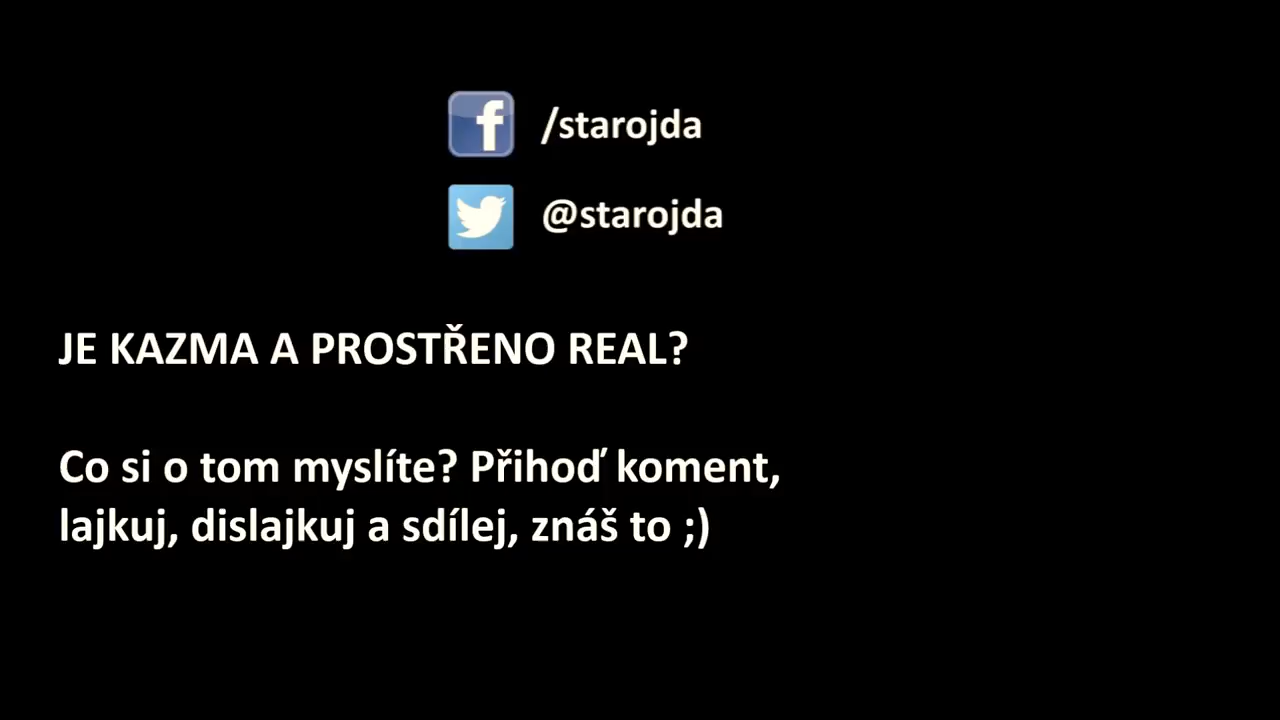 f /starojda
@starojda
JE KAZMA A PROSTŘENO REAL?
Co si o tom myslíte? Přihoď koment,
lajkuj, dislajkuj a sdílej, znáš to ;)